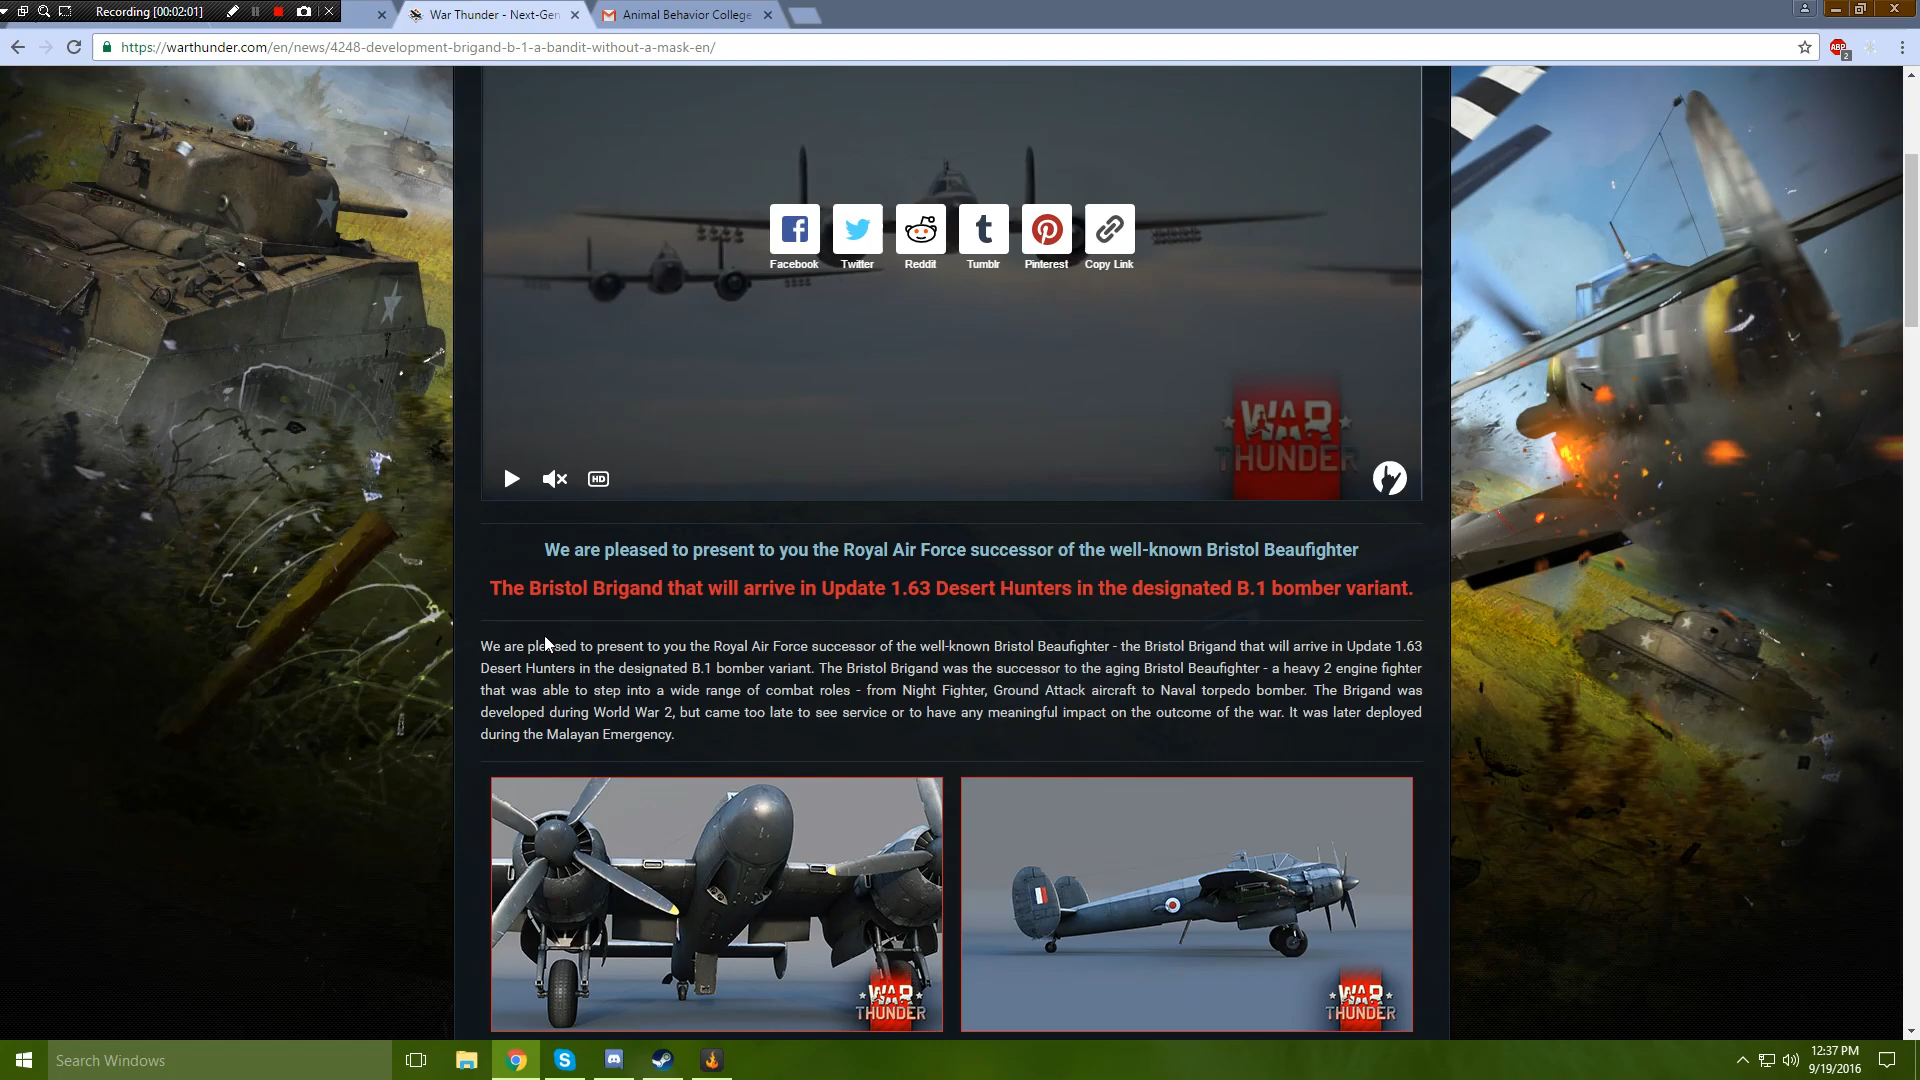 Recording [00:02:01]
War Thunder - Next-Gen
Animal Behavior College
https://warthunder.com/en/news/4248-development-brigand-b-1-a-bandit-without-a-mask-en/
ABP
2
Facebook Twitter Reddit Tumblr Pinterest Copy Link
WAR
THUNDER
HD
We are pleased to present to you the Royal Air Force successor of the well-known Bristol Beaufighter
The Bristol Brigand that will arrive in Update 1.63 Desert Hunters in the designated B.1 bomber variant.
We are pleased to present to you the Royal Air Force successor of the well-known Bristol Beaufighter - the Bristol Brigand that will arrive in Update 1.63
Desert Hunters in the designated B.1 bomber variant. The Bristol Brigand was the successor to the aging Bristol Beaufighter - a heavy 2 engine fighter
that was able to step into a wide range of combat roles - from Night Fighter, Ground Attack aircraft to Naval torpedo bomber. The Brigand was
developed during World War 2, but came too late to see service or to have any meaningful impact on the outcome of the war. It was later deployed
during the Malayan Emergency.
WAR
THUNDER
WAR
THUNDER
Search Windows
12:37 PM
9/19/2016